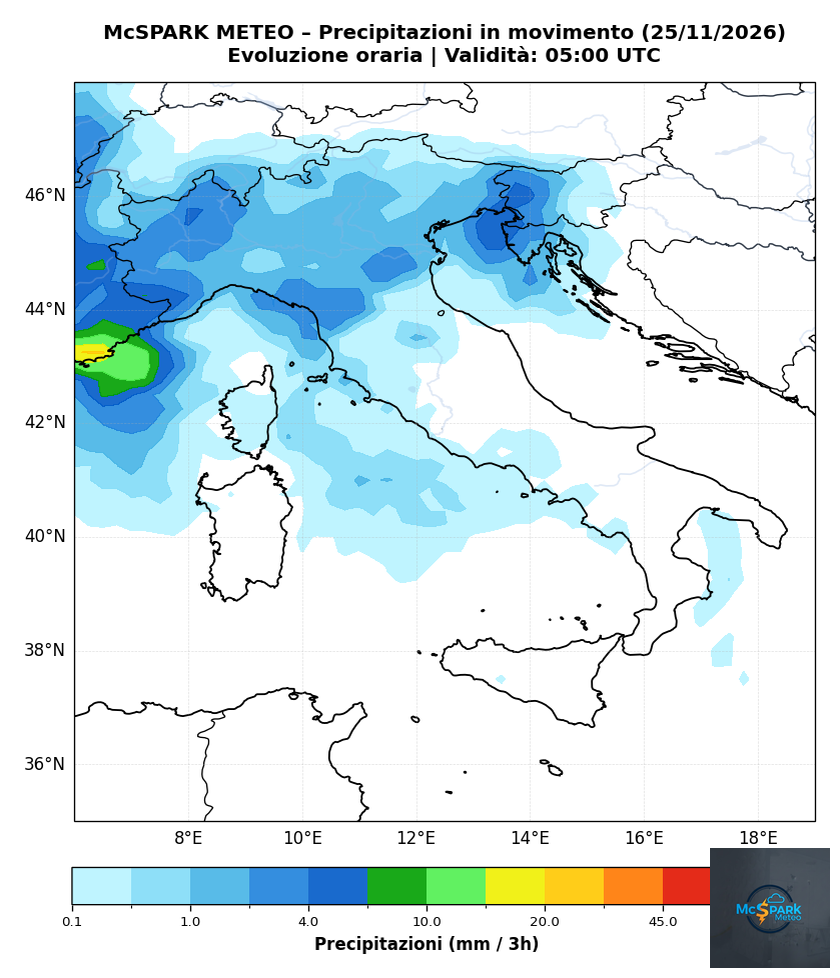 McSPARK METEO – Precipitazioni in movimento (25/11/2026)
Evoluzione oraria | Validità: 05:00 UTC
46°N
44°N
42°N
40°N
38°N
36°N
8°E 10°E 12°E 14°E 16°E 18°E
0.1 1.0 4.0 10.0 20.0 45.0
Precipitazioni (mm / 3h)
McSPARK
Meteo